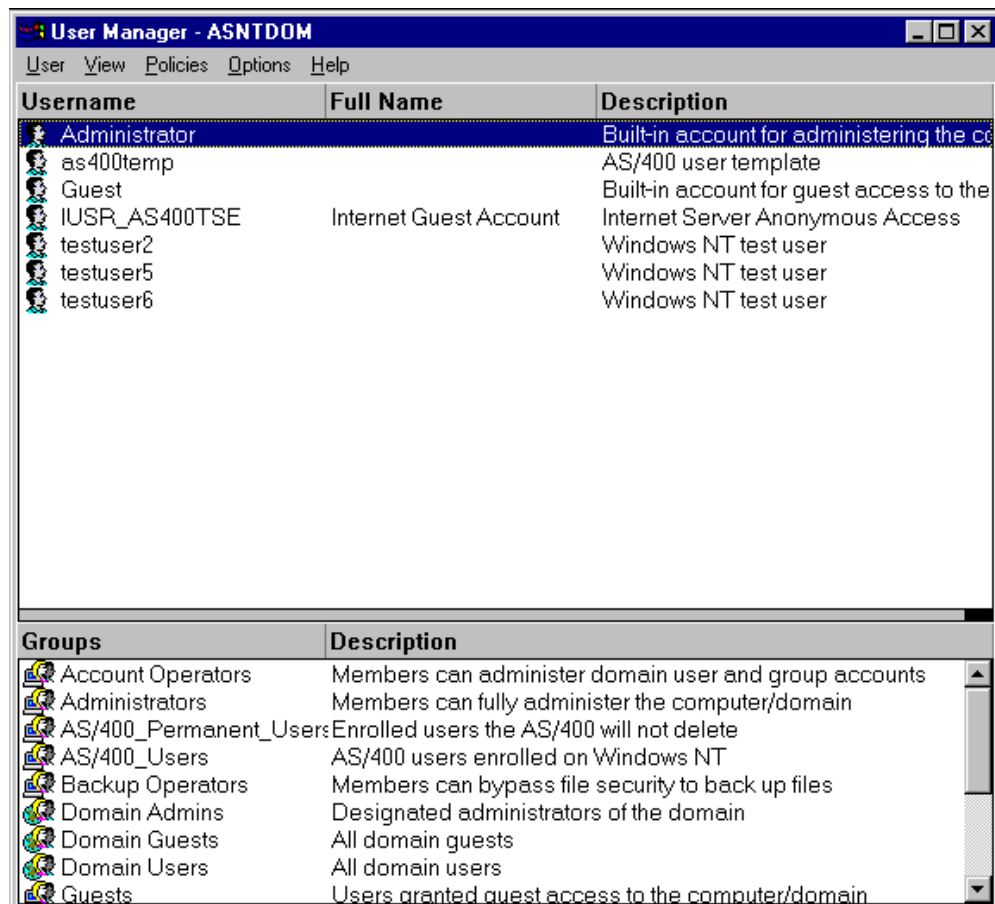 User Manager - ASNTDOM
User View Policies Options Help
Username Full Name Description
Administrator Built-in account for administering the co
as400temp AS/400 user template
Guest Built-in account for guest access to the
IUSR_AS400TSE Internet Guest Account Internet Server Anonymous Access
testuser2 Windows NT test user
testuser5 Windows NT test user
testuser6 Windows NT test user
Groups Description
Account Operators Members can administer domain user and group accounts
Administrators Members can fully administer the computer/domain
AS/400_Permanent_Users Enrolled users the AS/400 will not delete
AS/400_Users AS/400 users enrolled on Windows NT
Backup Operators Members can bypass file security to back up files
Domain Admins Designated administrators of the domain
Domain Guests All domain guests
Domain Users All domain users
Guests Users granted guest access to the computer/domain